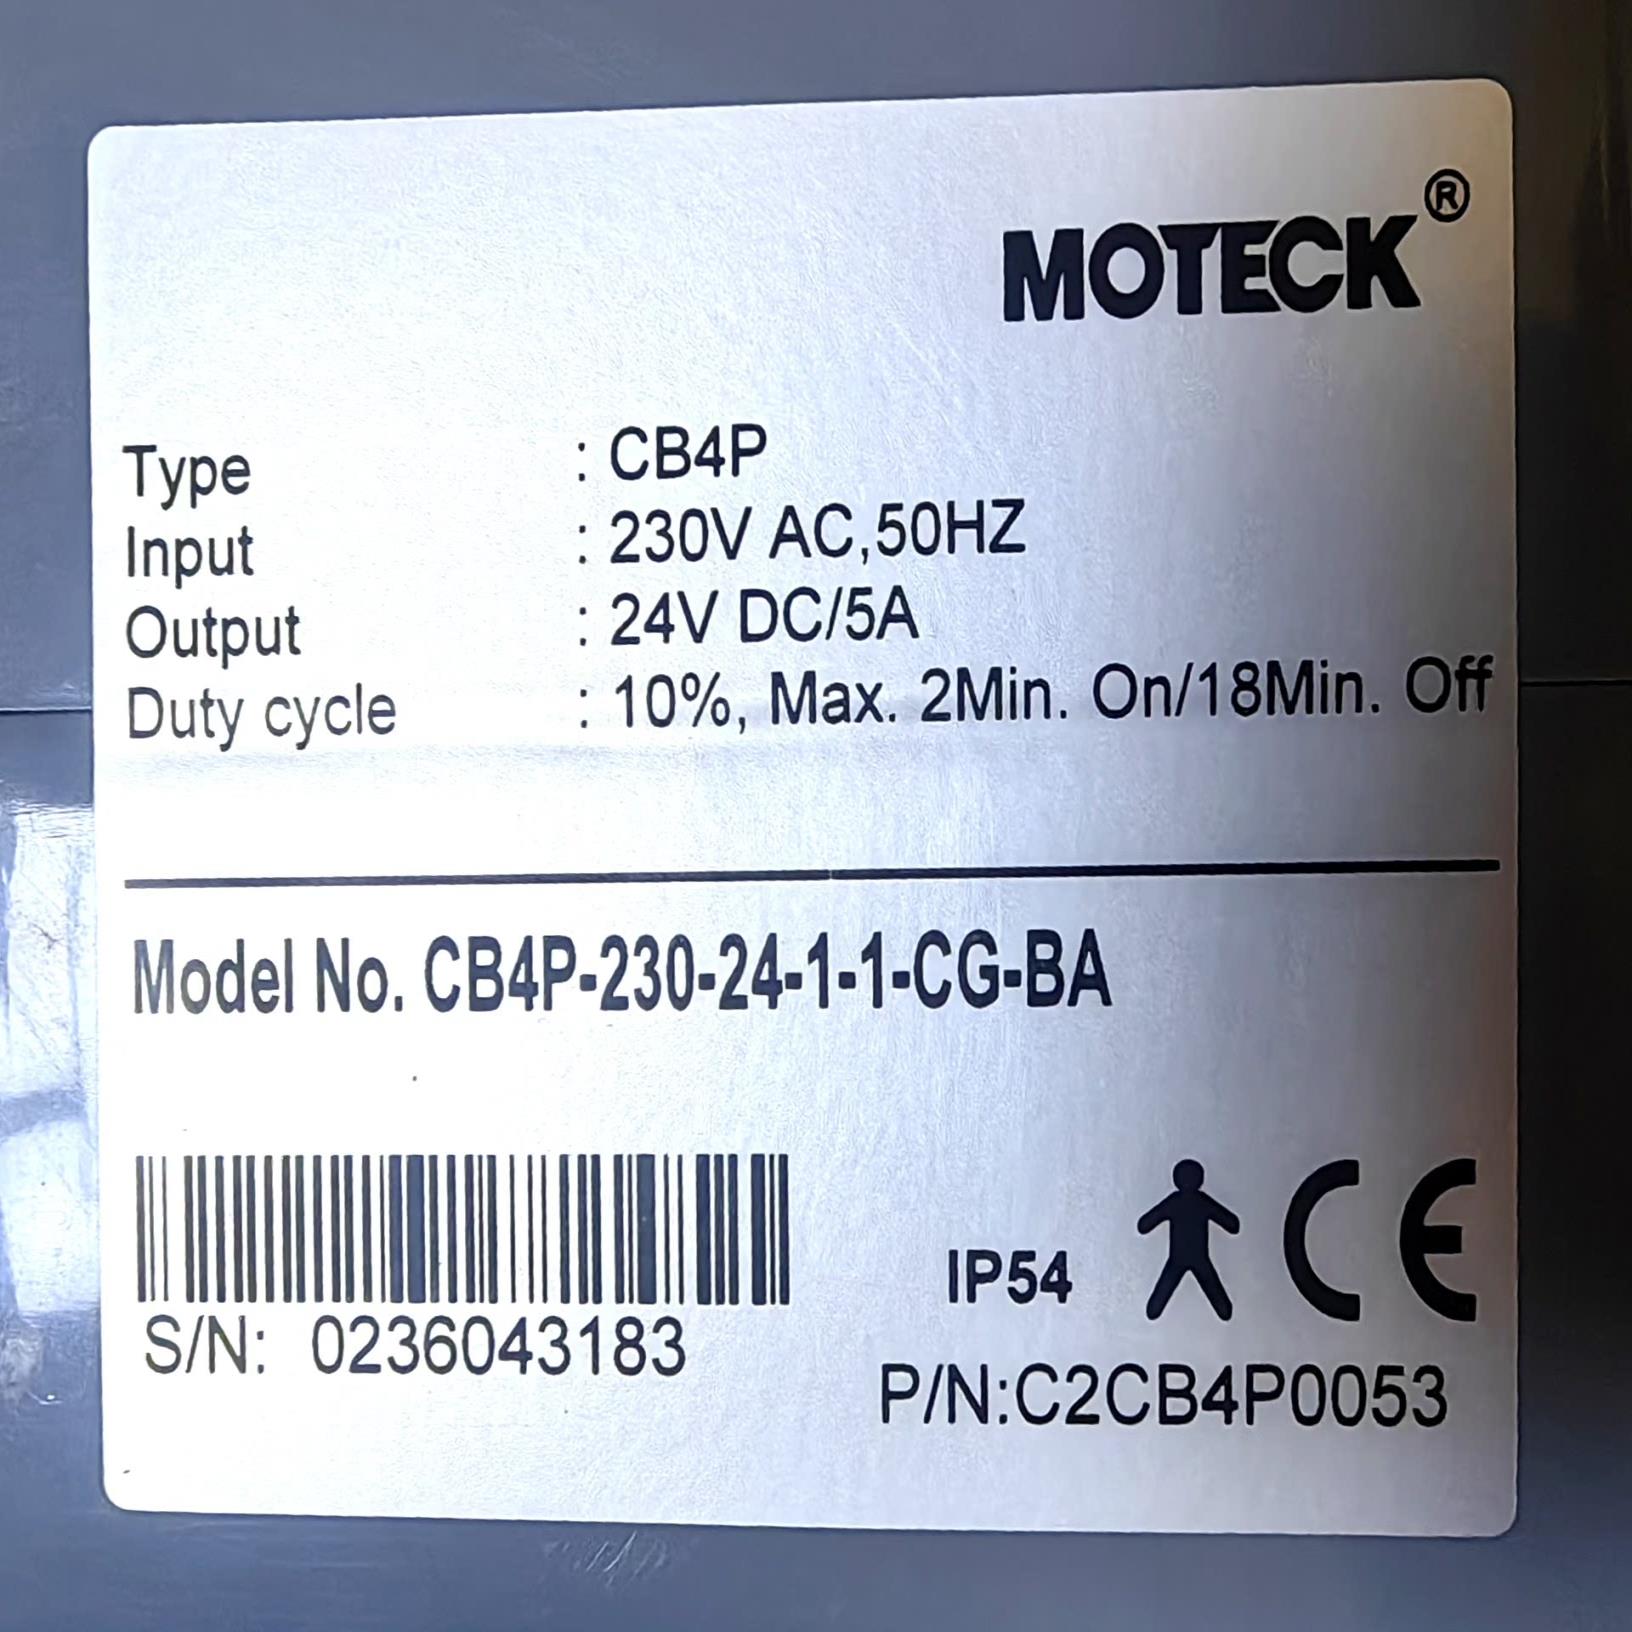 MOTECK®
Type : CB4P
Input : 230V AC,50HZ
Output : 24V DC/5A
Duty cycle : 10%, Max. 2Min. On/18Min. Off
Model No. CB4P-230-24-1-1-CG-BA
IP54 CE
S/N: 0236043183
P/N:C2CB4P0053